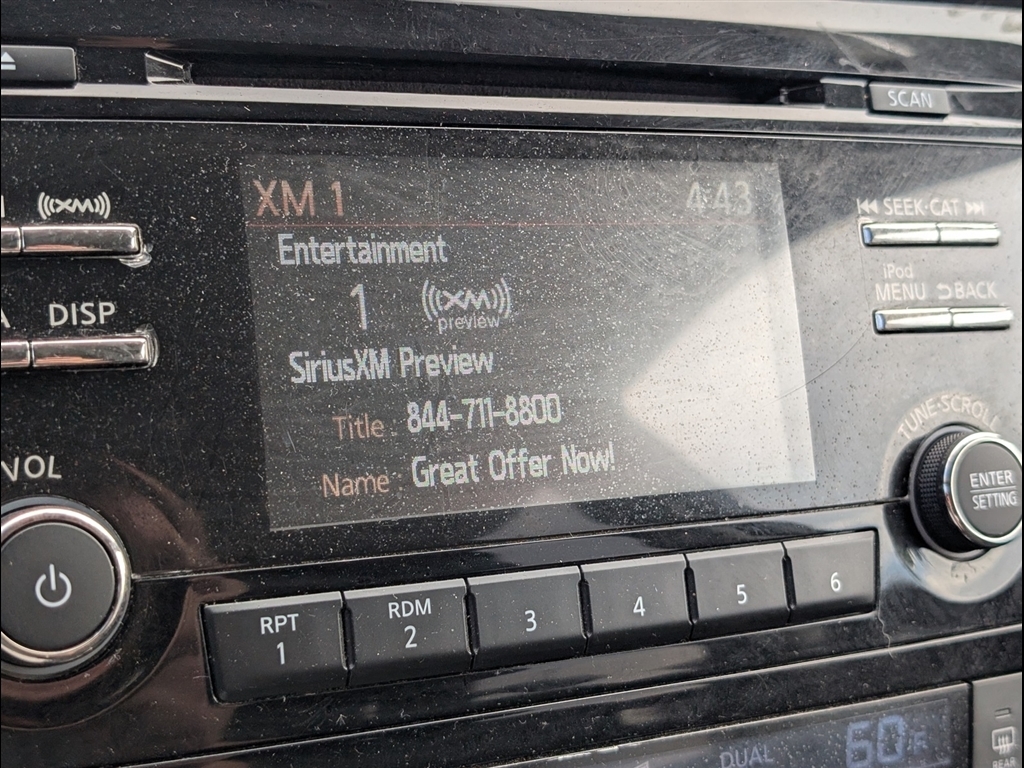 SCAN
XM
XM 1 4:43
SEEK·CAT
Entertainment
iPod
MENU BACK
1 XM
preview
DISP
SiriusXM Preview
TUNE·SCROLL
Title : 844-711-8800
VOL
Name : Great Offer Now!
ENTER
SETTING
RPT
1
RDM
2
3
4
5
6
DUAL
60°F
REAR